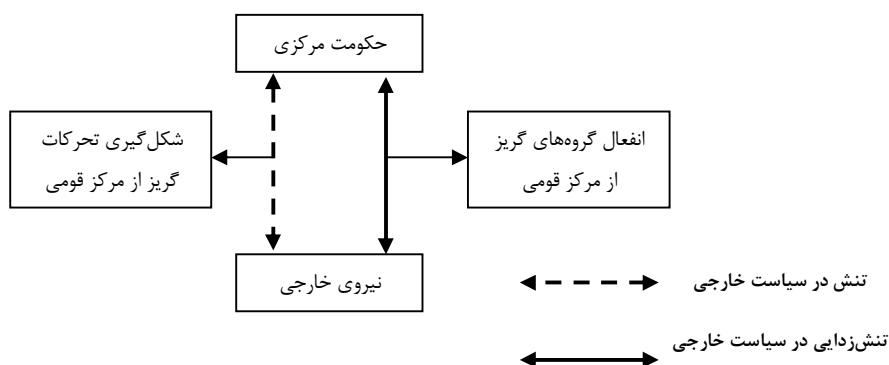 حکومت مرکزی
انفعال گروه‌های گریز
از مرکز قومی
شکل‌گیری تحرکات
گریز از مرکز قومی
نیروی خارجی
تنش در سیاست خارجی
تنش‌زدایی در سیاست خارجی